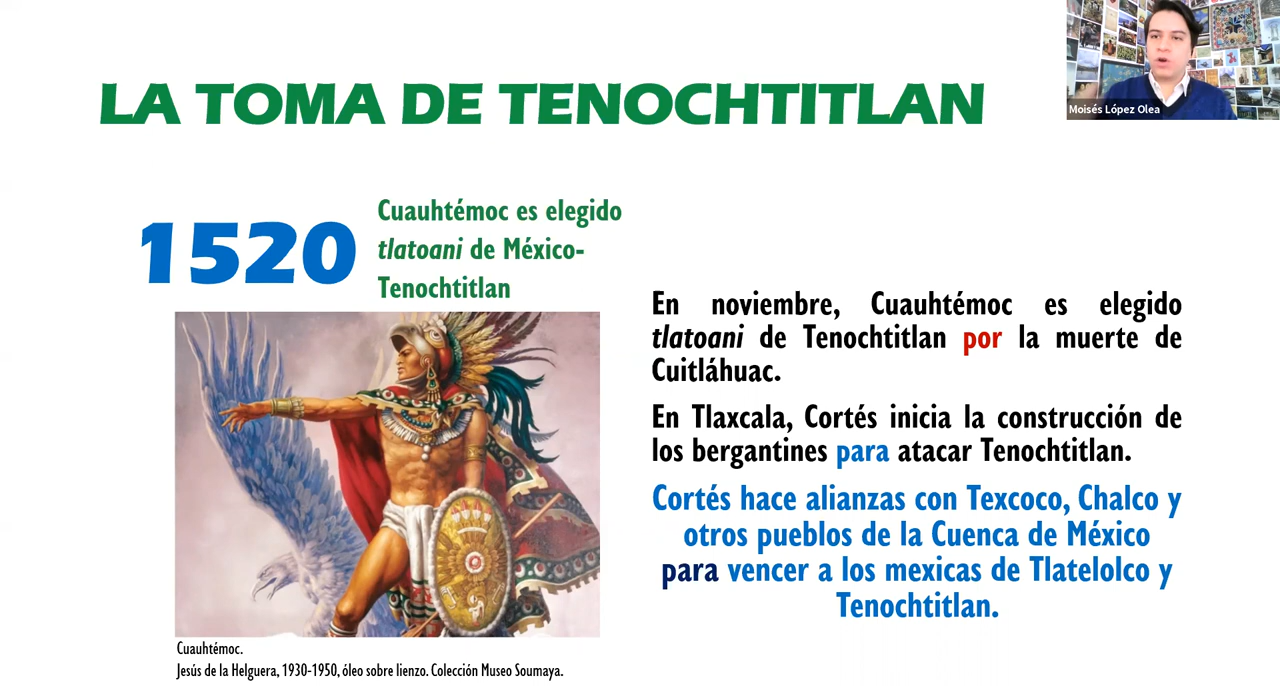 LA TOMA DE TENOCHTITLAN
Moisés López Olea
1520
Cuauhtémoc es elegido
tlatoani de México-
Tenochtitlan
En noviembre, Cuauhtémoc es elegido
tlatoani de Tenochtitlan por la muerte de
Cuitláhuac.
En Tlaxcala, Cortés inicia la construcción de
los bergantines para atacar Tenochtitlan.
Cortés hace alianzas con Texcoco, Chalco y
otros pueblos de la Cuenca de México
para vencer a los mexicas de Tlatelolco y
Tenochtitlan.
Cuauhtémoc.
Jesús de la Helguera, 1930-1950, óleo sobre lienzo. Colección Museo Soumaya.